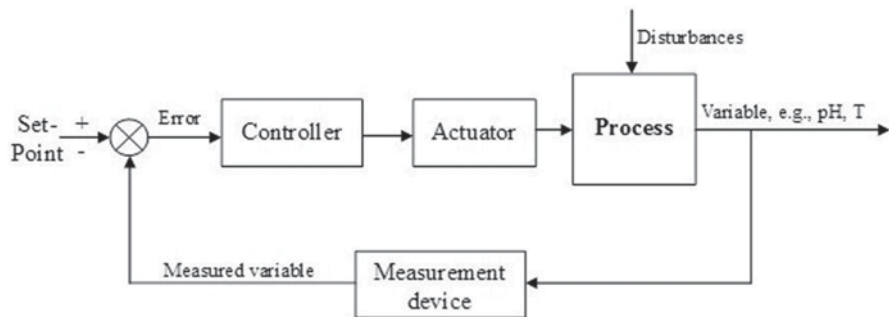 Disturbances
Set-
Point
+
-
Error
Controller
Actuator
Process
Variable, e.g., pH, T
Measured variable
Measurement
device